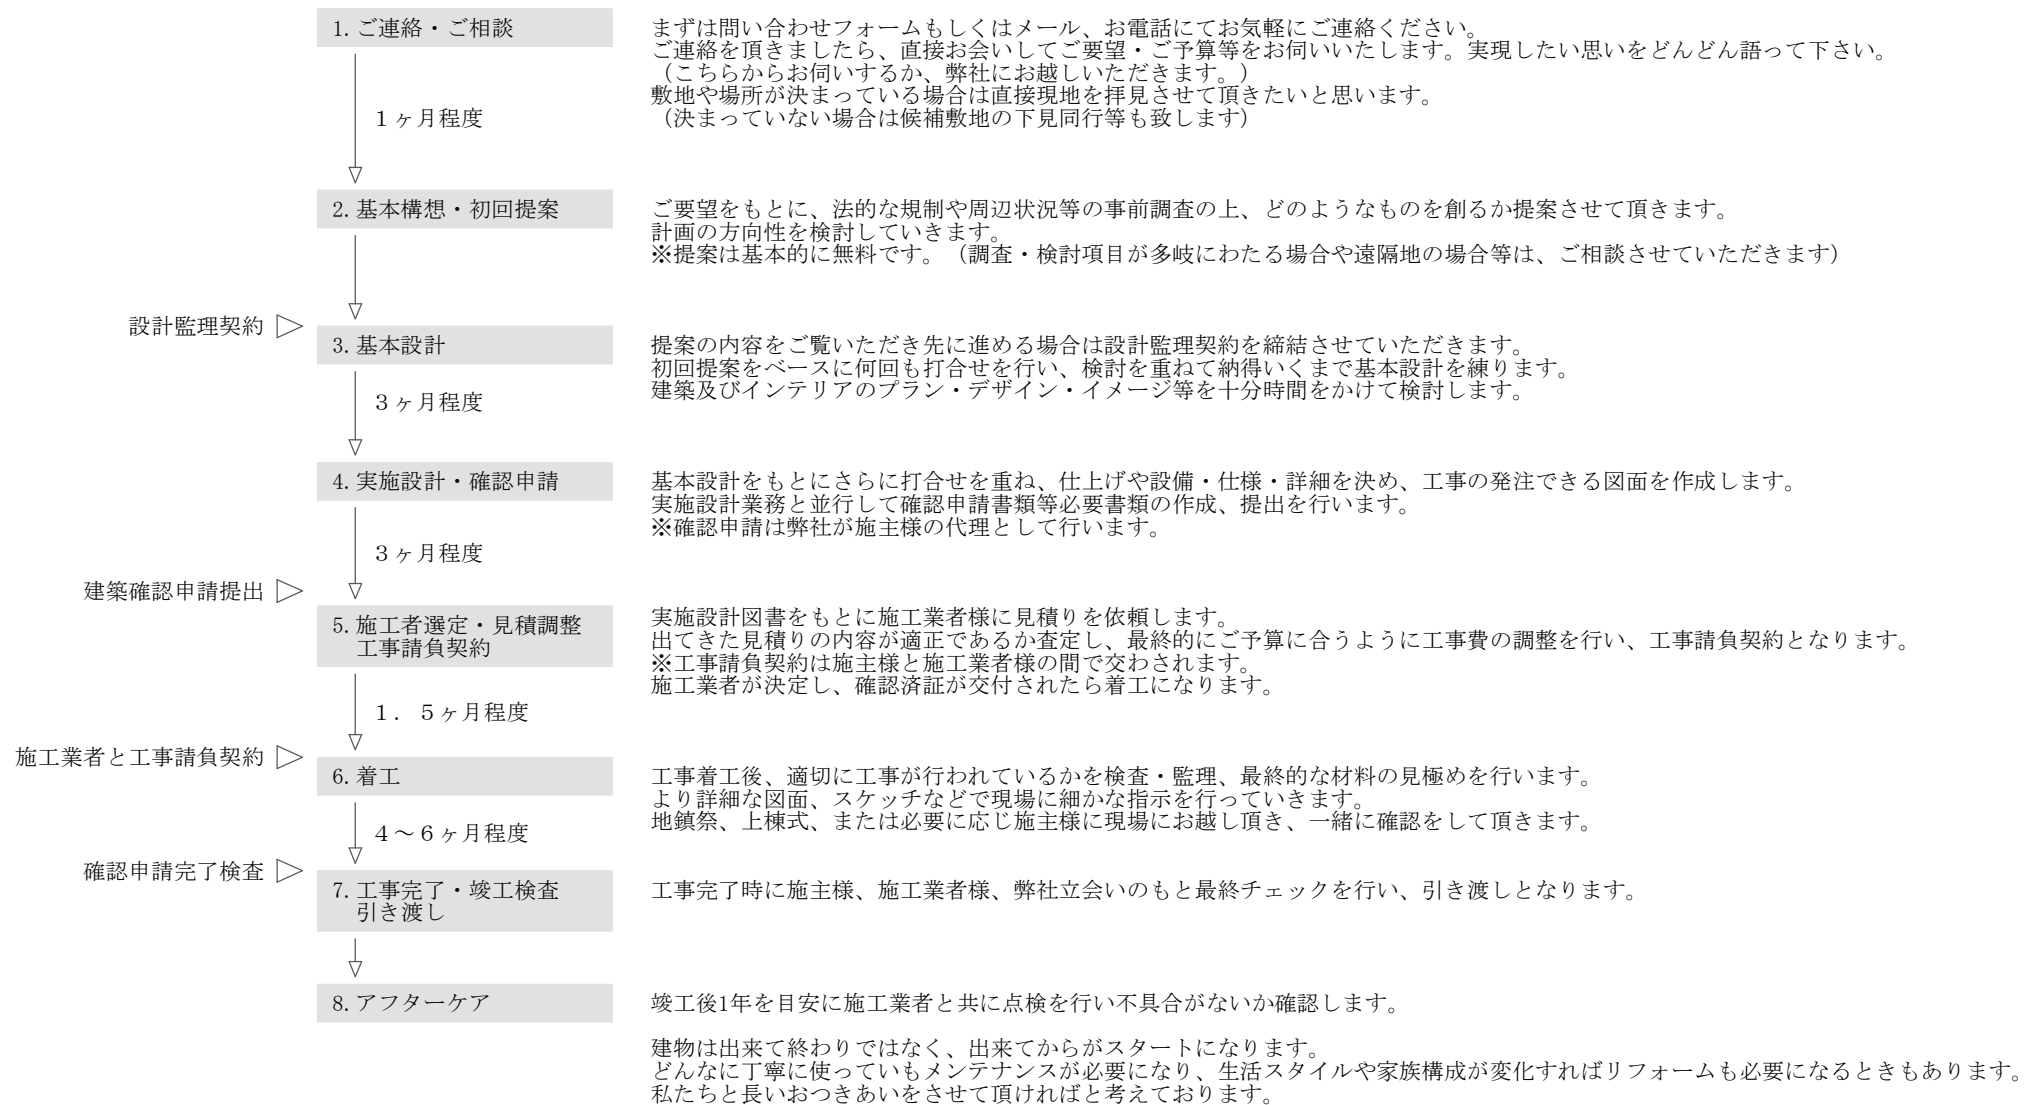 1.ご連絡・ご相談
まずは問い合わせフォームもしくはメール、お電話にてお気軽にご連絡ください。
ご連絡を頂きましたら、直接お会いしてご要望・ご予算等をお伺いいたします。実現したい思いをどんどん語って下さい。
（こちらからお伺いするか、弊社にお越しいただきます。）
敷地や場所が決まっている場合は直接現地を拝見させて頂きたいと思います。
（決まっていない場合は候補敷地の下見同行等も致します）
１ヶ月程度
2.基本構想・初回提案
ご要望をもとに、法的な規制や周辺状況等の事前調査の上、どのようなものを創るか提案させて頂きます。
計画の方向性を検討していきます。
※提案は基本的に無料です。（調査・検討項目が多岐にわたる場合や遠隔地の場合等は、ご相談させていただきます）
設計監理契約
3.基本設計
提案の内容をご覧いただき先に進める場合は設計監理契約を締結させていただきます。
初回提案をベースに何回も打合せを行い、検討を重ねて納得いくまで基本設計を練ります。
建築及びインテリアのプラン・デザイン・イメージ等を十分時間をかけて検討します。
３ヶ月程度
4.実施設計・確認申請
基本設計をもとにさらに打合せを重ね、仕上げや設備・仕様・詳細を決め、工事の発注できる図面を作成します。
実施設計業務と並行して確認申請書類等必要書類の作成、提出を行います。
※確認申請は弊社が施主様の代理として行います。
３ヶ月程度
建築確認申請提出
5.施工者選定・見積調整
工事請負契約
実施設計図書をもとに施工業者様に見積りを依頼します。
出てきた見積りの内容が適正であるか査定し、最終的にご予算に合うように工事費の調整を行い、工事請負契約となります。
※工事請負契約は施主様と施工業者様の間で交わされます。
施工業者が決定し、確認済証が交付されたら着工になります。
１．５ヶ月程度
施工業者と工事請負契約
6.着工
工事着工後、適切に工事が行われているかを検査・監理、最終的な材料の見極めを行います。
より詳細な図面、スケッチなどで現場に細かな指示を行っていきます。
地鎮祭、上棟式、または必要に応じ施主様に現場にお越し頂き、一緒に確認をして頂きます。
４～６ヶ月程度
確認申請完了検査
7.工事完了・竣工検査
引き渡し
工事完了時に施主様、施工業者様、弊社立会いのもと最終チェックを行い、引き渡しとなります。
8.アフターケア
竣工後1年を目安に施工業者と共に点検を行い不具合がないか確認します。
建物は出来て終わりではなく、出来てからがスタートになります。
どんなに丁寧に使っていもメンテナンスが必要になり、生活スタイルや家族構成が変化すればリフォームも必要になるときもあります。
私たちと長いおつきあいをさせて頂ければと考えております。